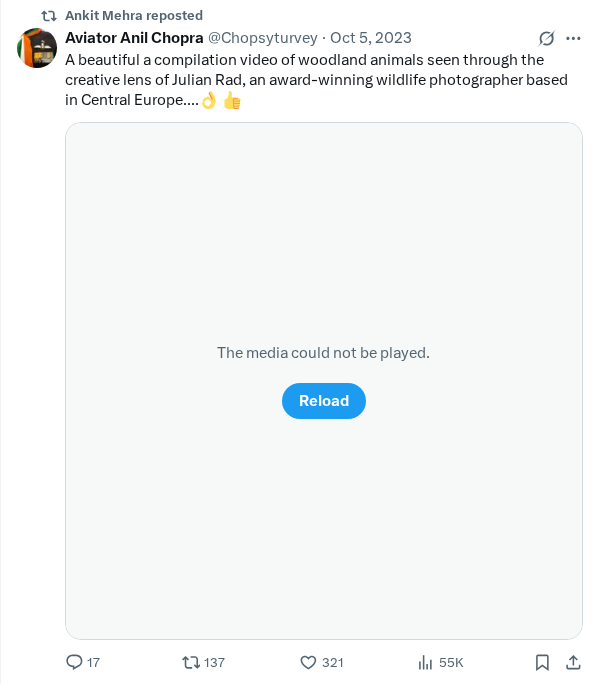 Ankit Mehra reposted
Aviator Anil Chopra @Chopsyturvey · Oct 5, 2023
A beautiful a compilation video of woodland animals seen through the
creative lens of Julian Rad, an award-winning wildlife photographer based
in Central Europe....👌 👍
The media could not be played.
Reload
17 137 321 55K